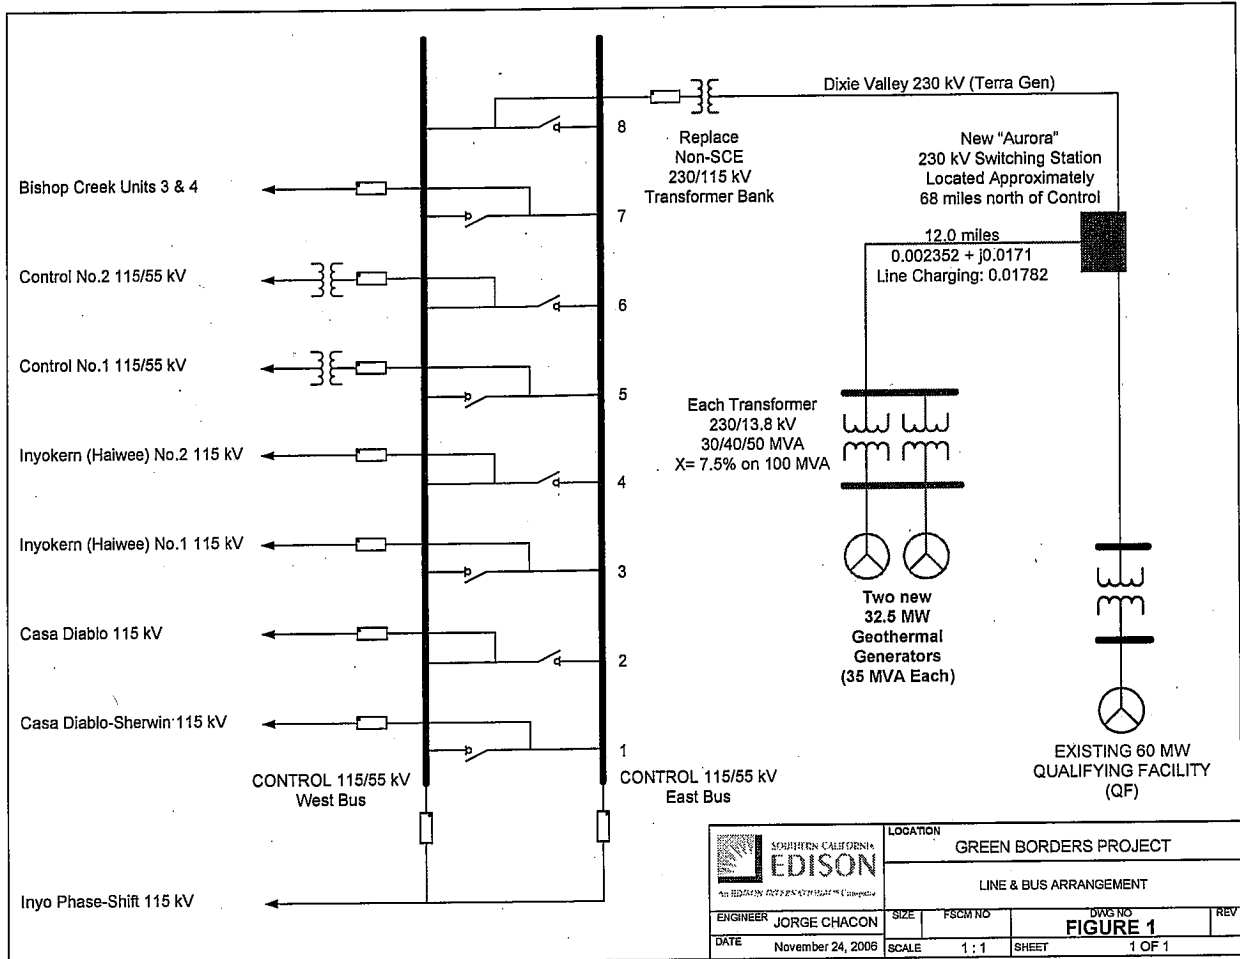 Dixie Valley 230 kV (Terra Gen)
8
Replace
Non-SCE
230/115 kV
Transformer Bank
New "Aurora"
230 kV Switching Station
Located Approximately
68 miles north of Control
Bishop Creek Units 3 & 4
7
12.0 miles
0.002352 + j0.0171
Line Charging: 0.01782
Control No.2 115/55 kV
6
Control No.1 115/55 kV
5
Each Transformer
230/13.8 kV
30/40/50 MVA
X= 7.5% on 100 MVA
Inyokern (Haiwee) No.2 115 kV
4
Inyokern (Haiwee) No.1 115 kV
3
Two new
32.5 MW
Geothermal
Generators
(35 MVA Each)
Casa Diablo 115 kV
2
Casa Diablo-Sherwin 115 kV
1
EXISTING 60 MW
QUALIFYING FACILITY
(QF)
CONTROL 115/55 kV
West Bus
CONTROL 115/55 kV
East Bus
Inyo Phase-Shift 115 kV
SOUTHERN CALIFORNIA
EDISON
An EDISON INTERNATIONAL℠ Company
LOCATION
GREEN BORDERS PROJECT
LINE & BUS ARRANGEMENT
ENGINEER JORGE CHACON
SIZE
FSCM NO
DWG NO
FIGURE 1
REV
DATE November 24, 2006
SCALE 1 : 1
SHEET 1 OF 1